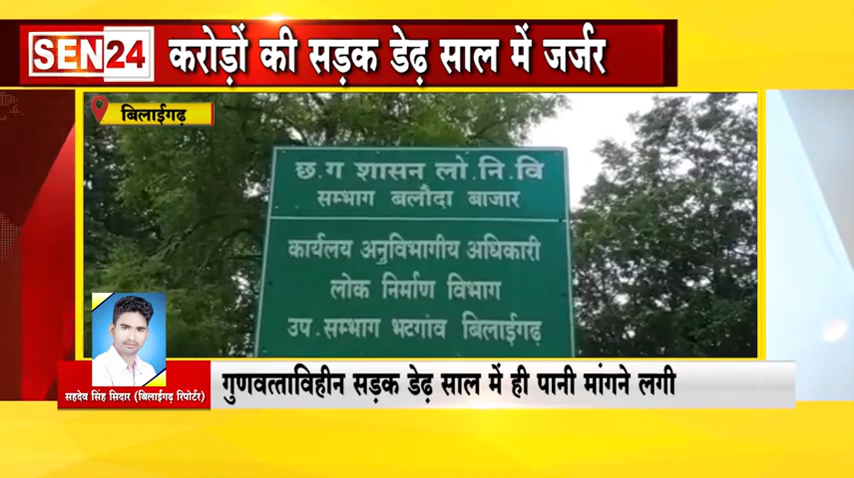 SEN24
करोड़ों की सड़क डेढ़ साल में जर्जर
बिलाईगढ़
छ.ग शासन लो.नि.वि
सम्भाग बलौदा बाजार
कार्यलय अनुविभागीय अधिकारी
लोक निर्माण विभाग
उप.सम्भाग भटगांव बिलाईगढ़
गुणवत्ताविहीन सड़क डेढ़ साल में ही पानी मांगने लगी
सहदेव सिंह सिदार (बिलाईगढ़ रिपोर्टर)